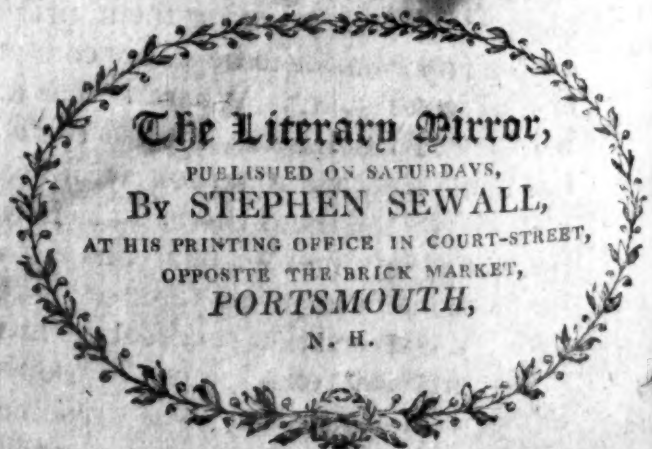 The Literary Mirror,
PUBLISHED ON SATURDAYS,
By STEPHEN SEWALL,
AT HIS PRINTING OFFICE IN COURT-STREET,
OPPOSITE THE BRICK MARKET,
PORTSMOUTH,
N. H.